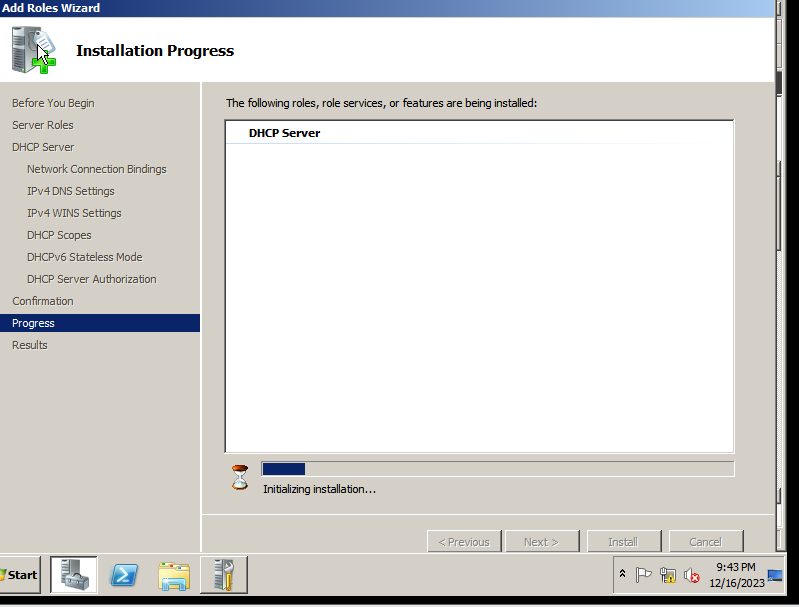 Add Roles Wizard
Installation Progress
Before You Begin
Server Roles
DHCP Server
Network Connection Bindings
IPv4 DNS Settings
IPv4 WINS Settings
DHCP Scopes
DHCPv6 Stateless Mode
DHCP Server Authorization
Confirmation
Progress
Results
The following roles, role services, or features are being installed:
DHCP Server
Initializing installation...
< Previous
Next >
Install
Cancel
Start
9:43 PM
12/16/2023